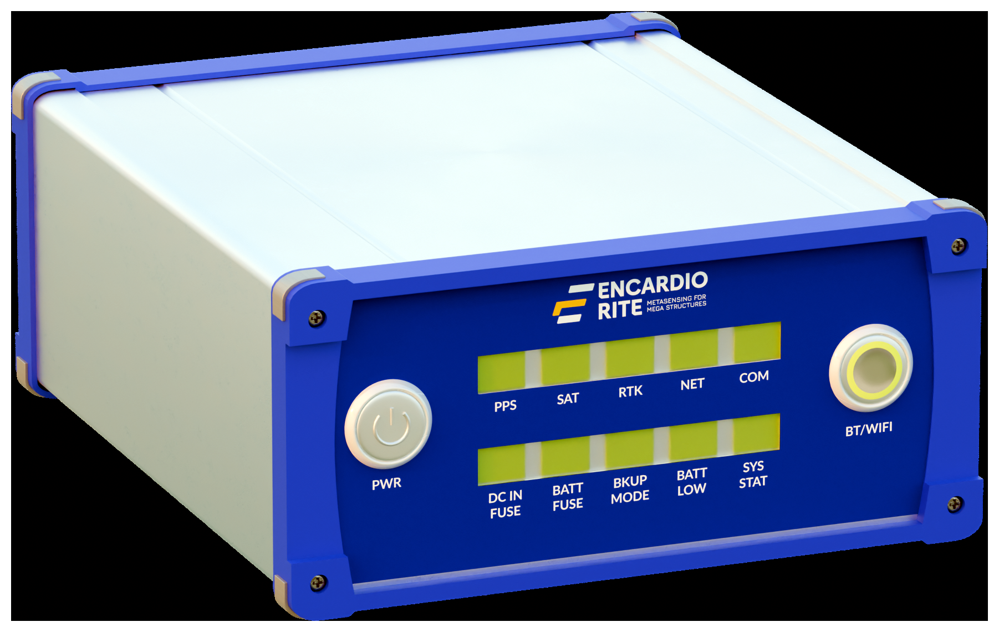 ENCARDIO
RITE
METASENSING FOR
MEGA STRUCTURES
PPS
SAT
RTK
NET
COM
PWR
BT/WIFI
DC IN
FUSE
BATT
FUSE
BKUP
MODE
BATT
LOW
SYS
STAT